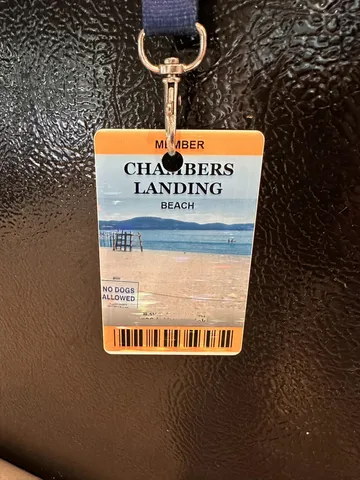 MEMBER
CHAMBERS
LANDING
BEACH
NO DOGS
ALLOWED